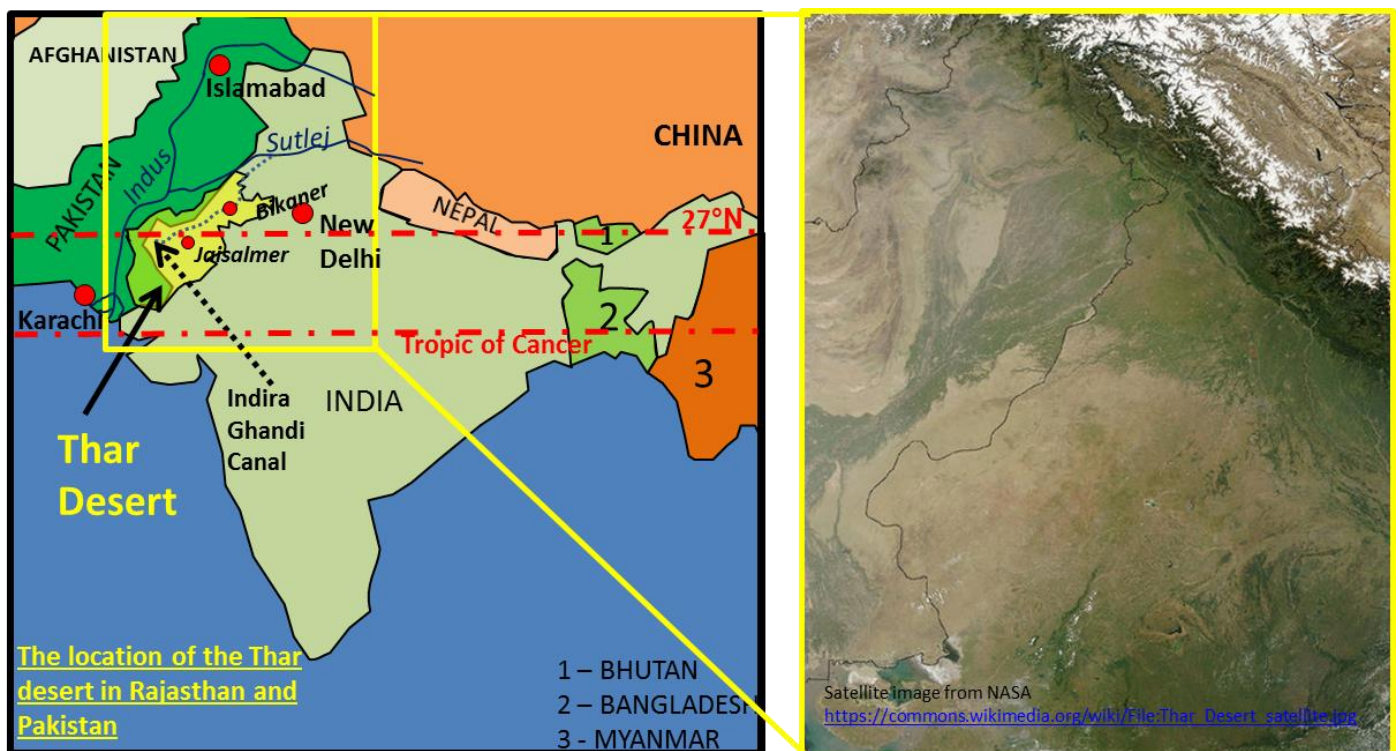 AFGHANISTAN
Islamabad
CHINA
Sutlej
Indus
PAKISTAN
Bikaner
NEPAL
27°N
New
Delhi
Jaisalmer
1
2
3
Karachi
Tropic of Cancer
Indira
Ghandi
Canal
INDIA
Thar
Desert
The location of the Thar
desert in Rajasthan and
Pakistan
1 – BHUTAN
2 – BANGLADESH
3 - MYANMAR
Satellite image from NASA
https://commons.wikimedia.org/wiki/File:Thar_Desert_satellite.jpg